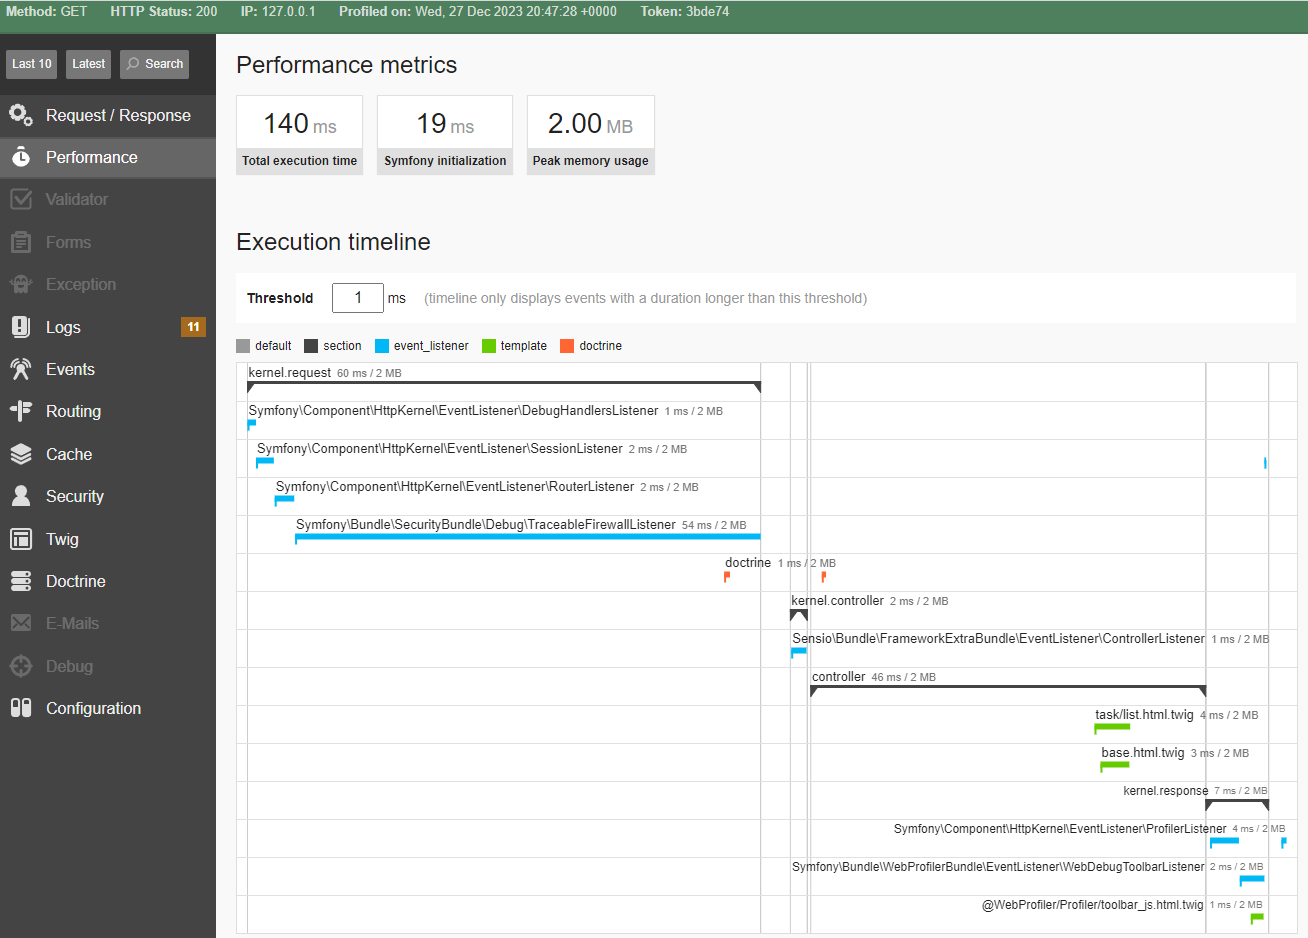 Method: GET HTTP Status: 200 IP: 127.0.0.1 Profiled on: Wed, 27 Dec 2023 20:47:28 +0000 Token: 3bde74
Last 10 Latest Search
Request / Response
Performance
Validator
Forms
Exception
Logs 11
Events
Routing
Cache
Security
Twig
Doctrine
E-Mails
Debug
Configuration
Performance metrics
140 ms
Total execution time
19 ms
Symfony initialization
2.00 MB
Peak memory usage
Execution timeline
Threshold 1 ms (timeline only displays events with a duration longer than this threshold)
default section event_listener template doctrine
kernel.request 60 ms / 2 MB
Symfony\Component\HttpKernel\EventListener\DebugHandlersListener 1 ms / 2 MB
Symfony\Component\HttpKernel\EventListener\SessionListener 2 ms / 2 MB
Symfony\Component\HttpKernel\EventListener\RouterListener 2 ms / 2 MB
Symfony\Bundle\SecurityBundle\Debug\TraceableFirewallListener 54 ms / 2 MB
doctrine 1 ms / 2 MB
kernel.controller 2 ms / 2 MB
Sensio\Bundle\FrameworkExtraBundle\EventListener\ControllerListener 1 ms / 2 MB
controller 46 ms / 2 MB
task/list.html.twig 4 ms / 2 MB
base.html.twig 3 ms / 2 MB
kernel.response 7 ms / 2 MB
Symfony\Component\HttpKernel\EventListener\ProfilerListener 4 ms / 2 MB
Symfony\Bundle\WebProfilerBundle\EventListener\WebDebugToolbarListener 2 ms / 2 MB
@WebProfiler/Profiler/toolbar_js.html.twig 1 ms / 2 MB